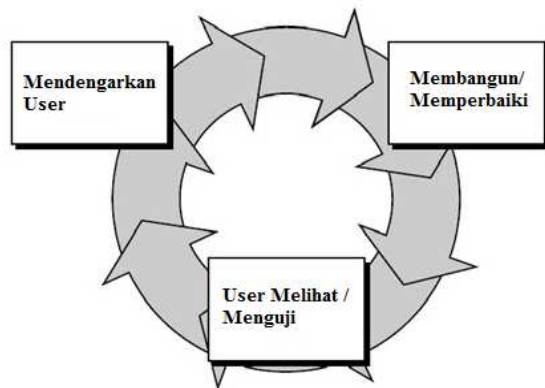 Mendengarkan
User
Membangun/
Memperbaiki
User Melihat /
Menguji